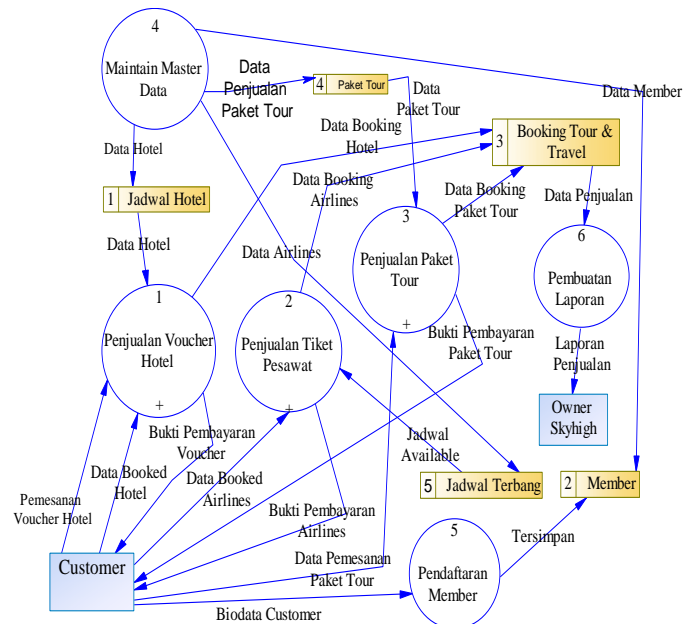 4
Maintain Master
Data
Data
Penjualan
Paket Tour
4 Paket Tour
Data
Paket Tour
Data Member
Data Hotel
Data Booking
Hotel
3 Booking Tour &
Travel
1 Jadwal Hotel
Data Booking
Airlines
Data Booking
Paket Tour
Data Penjualan
Data Hotel
Data Airlines
3
Penjualan Paket
Tour
+
6
Pembuatan
Laporan
1
Penjualan Voucher
Hotel
+
2
Penjualan Tiket
Pesawat
+
Bukti Pembayaran
Paket Tour
Laporan
Penjualan
Owner
Skyhigh
Bukti Pembayaran
Voucher
Jadwal
Available
Data Booked
Hotel
Data Booked
Airlines
5 Jadwal Terbang
2 Member
Pemesanan
Voucher Hotel
Bukti Pembayaran
Airlines
5
Pendaftaran
Member
Tersimpan
Customer
Data Pemesanan
Paket Tour
Biodata Customer